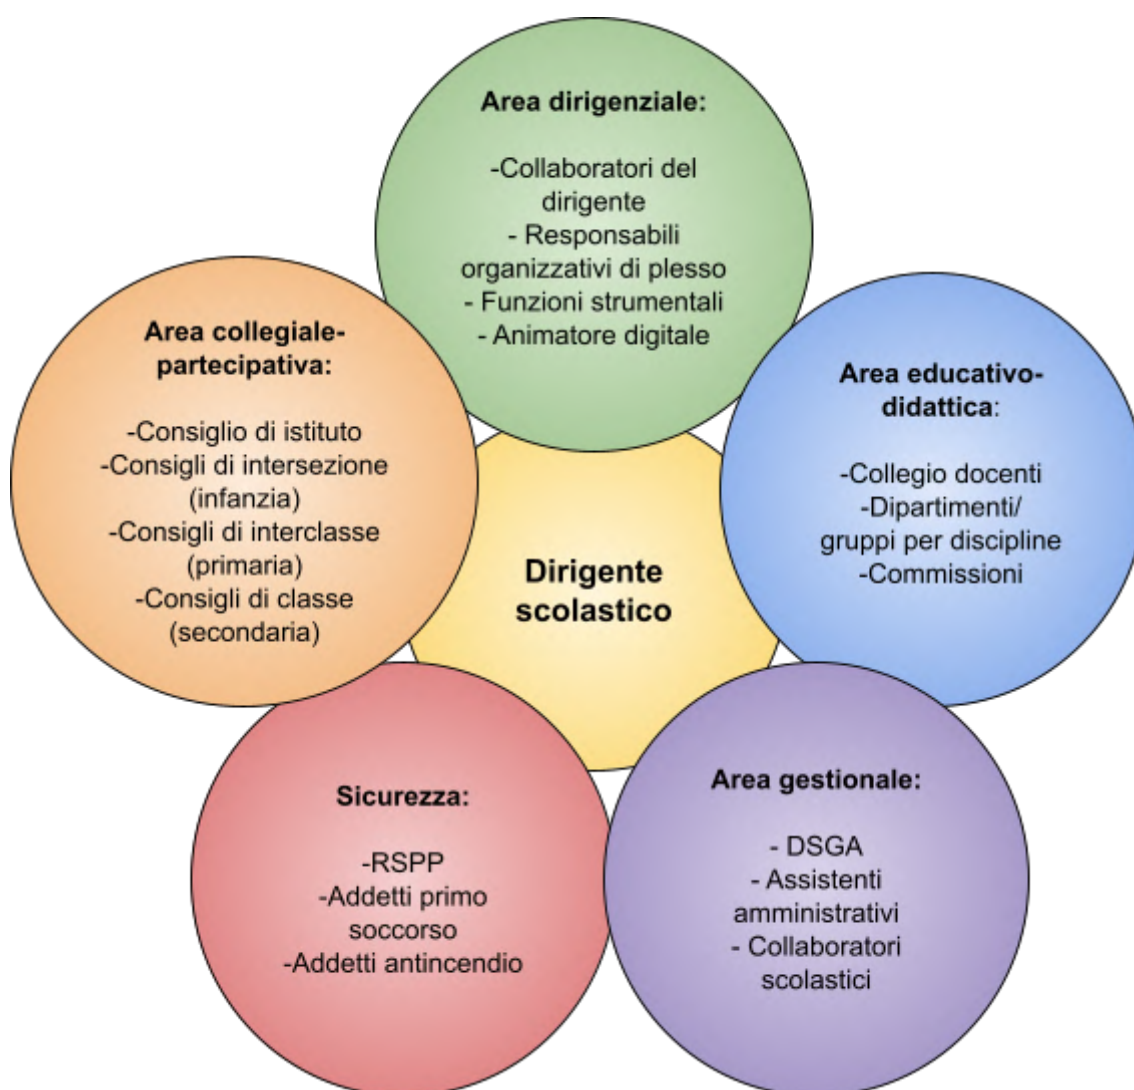 Area dirigenziale:
-Collaboratori del
dirigente
- Responsabili
organizzativi di plesso
- Funzioni strumentali
- Animatore digitale
Area collegiale-
partecipativa:
-Consiglio di istituto
-Consigli di intersezione
(infanzia)
-Consigli di interclasse
(primaria)
-Consigli di classe
(secondaria)
Area educativo-
didattica:
-Collegio docenti
-Dipartimenti/
gruppi per discipline
-Commissioni
Dirigente
scolastico
Sicurezza:
-RSPP
-Addetti primo
soccorso
-Addetti antincendio
Area gestionale:
- DSGA
- Assistenti
amministrativi
- Collaboratori
scolastici